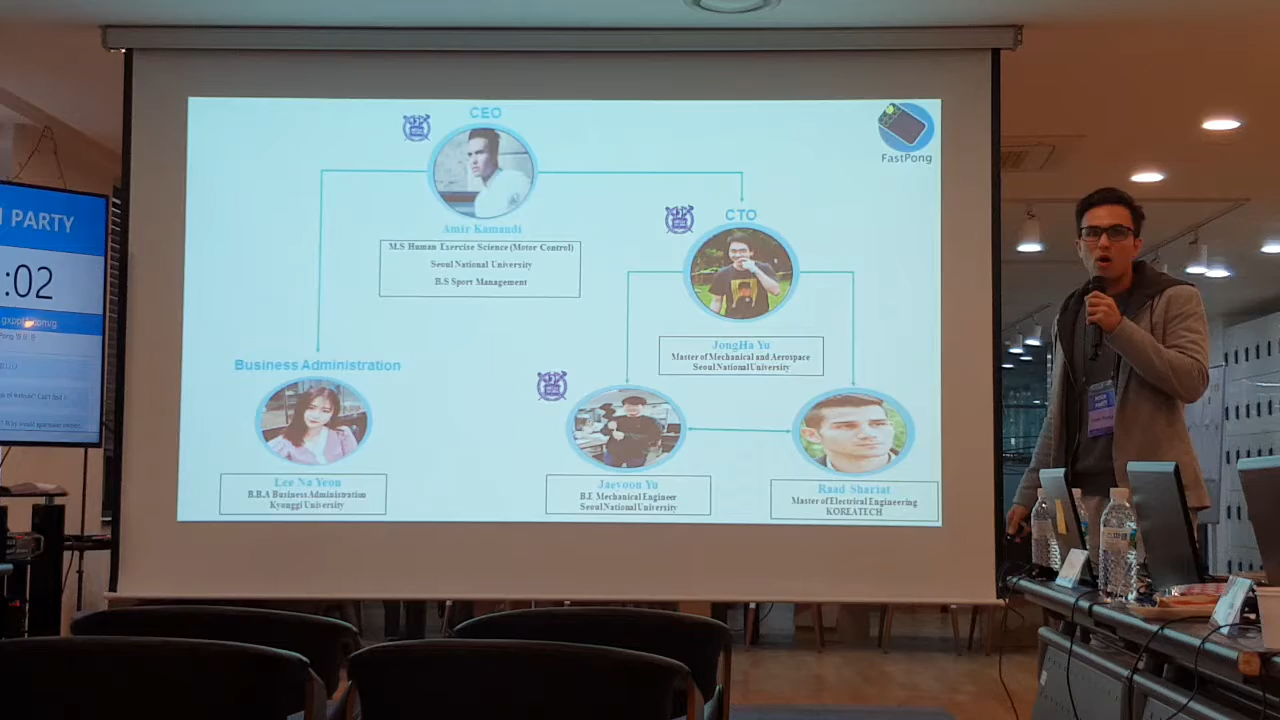 CEO
FastPong
Amir Kamandi
M.S Human Exercise Science (Motor Control)
Seoul National University
B.S Sport Management
CTO
JongHa Yu
Master of Mechanical and Aerospace
Seoul National University
Business Administration
Lee Na Yeon
B.B.A Business Administration
Kyonggi University
Jaeyoon Yu
B.E Mechanical Engineer
Seoul National University
Raad Shariat
Master of Electrical Engineering
KOREATECH
PARTY
:02
PARTY